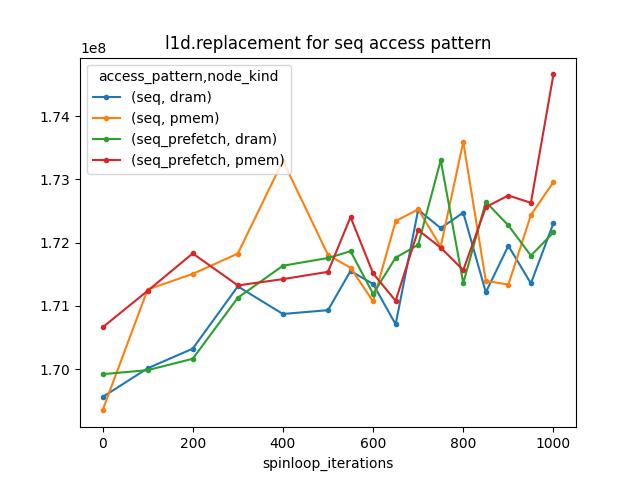 l1d.replacement for seq access pattern
1e8
access_pattern,node_kind
(seq, dram)
(seq, pmem)
(seq_prefetch, dram)
(seq_prefetch, pmem)
1.74
1.73
1.72
1.71
1.70
0 200 400 600 800 1000
spinloop_iterations